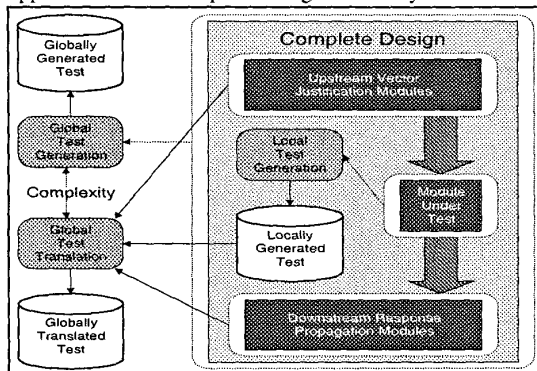 Globally
Generated
Test
Global
Test
Generation
Complexity
Global
Test
Translation
Globally
Translated
Test
Complete Design
Upstream Vector
Justification Modules
Local
Test
Generation
Locally
Generated
Test
Module
Under
Test
Downstream Response
Propagation Modules